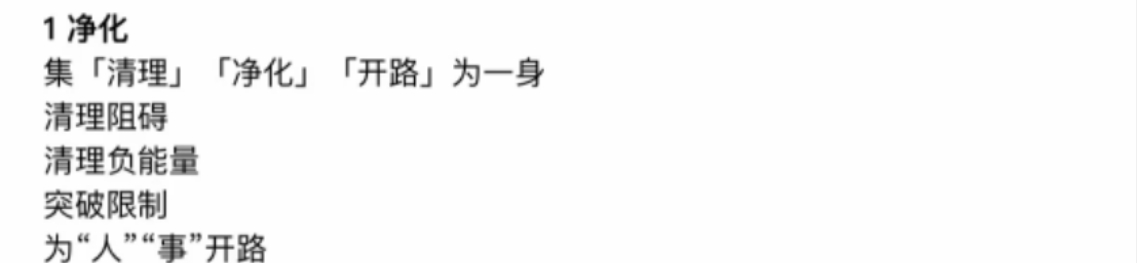 1 净化
集「清理」「净化」「开路」为一身
清理阻碍
清理负能量
突破限制
为“人”“事”开路